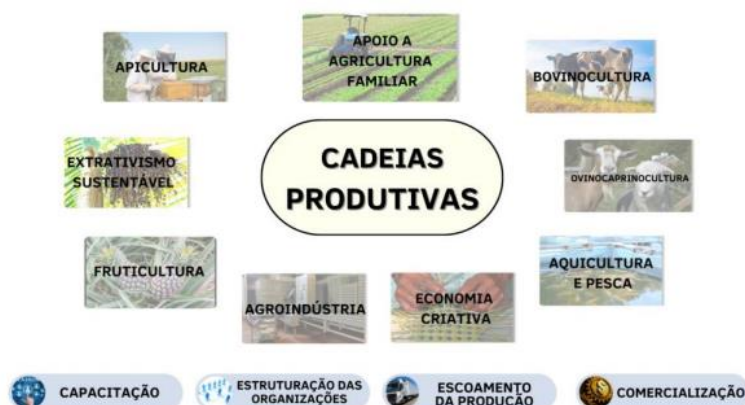 APICULTURA
APOIO A
AGRICULTURA
FAMILIAR
BOVINOCULTURA
EXTRATIVISMO
SUSTENTÁVEL
CADEIAS
PRODUTIVAS
OVINOCAPRINOCULTURA
FRUTICULTURA
AGROINDÚSTRIA
ECONOMIA
CRIATIVA
AQUICULTURA
E PESCA
CAPACITAÇÃO
ESTRUTURAÇÃO DAS
ORGANIZAÇÕES
ESCOAMENTO
DA PRODUÇÃO
COMERCIALIZAÇÃO